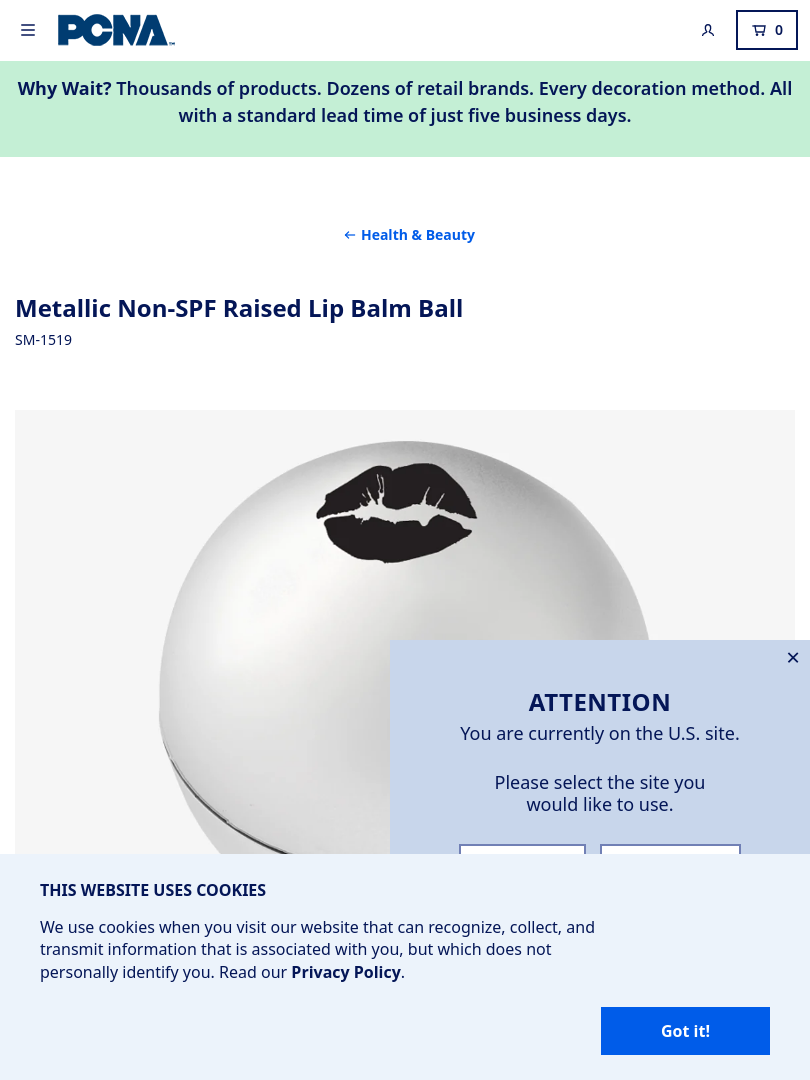 PCNA
0
Why Wait? Thousands of products. Dozens of retail brands. Every decoration method. All
with a standard lead time of just five business days.
← Health & Beauty
Metallic Non-SPF Raised Lip Balm Ball
SM-1519
ATTENTION
You are currently on the U.S. site.
Please select the site you
would like to use.
THIS WEBSITE USES COOKIES
We use cookies when you visit our website that can recognize, collect, and
transmit information that is associated with you, but which does not
personally identify you. Read our Privacy Policy.
Got it!